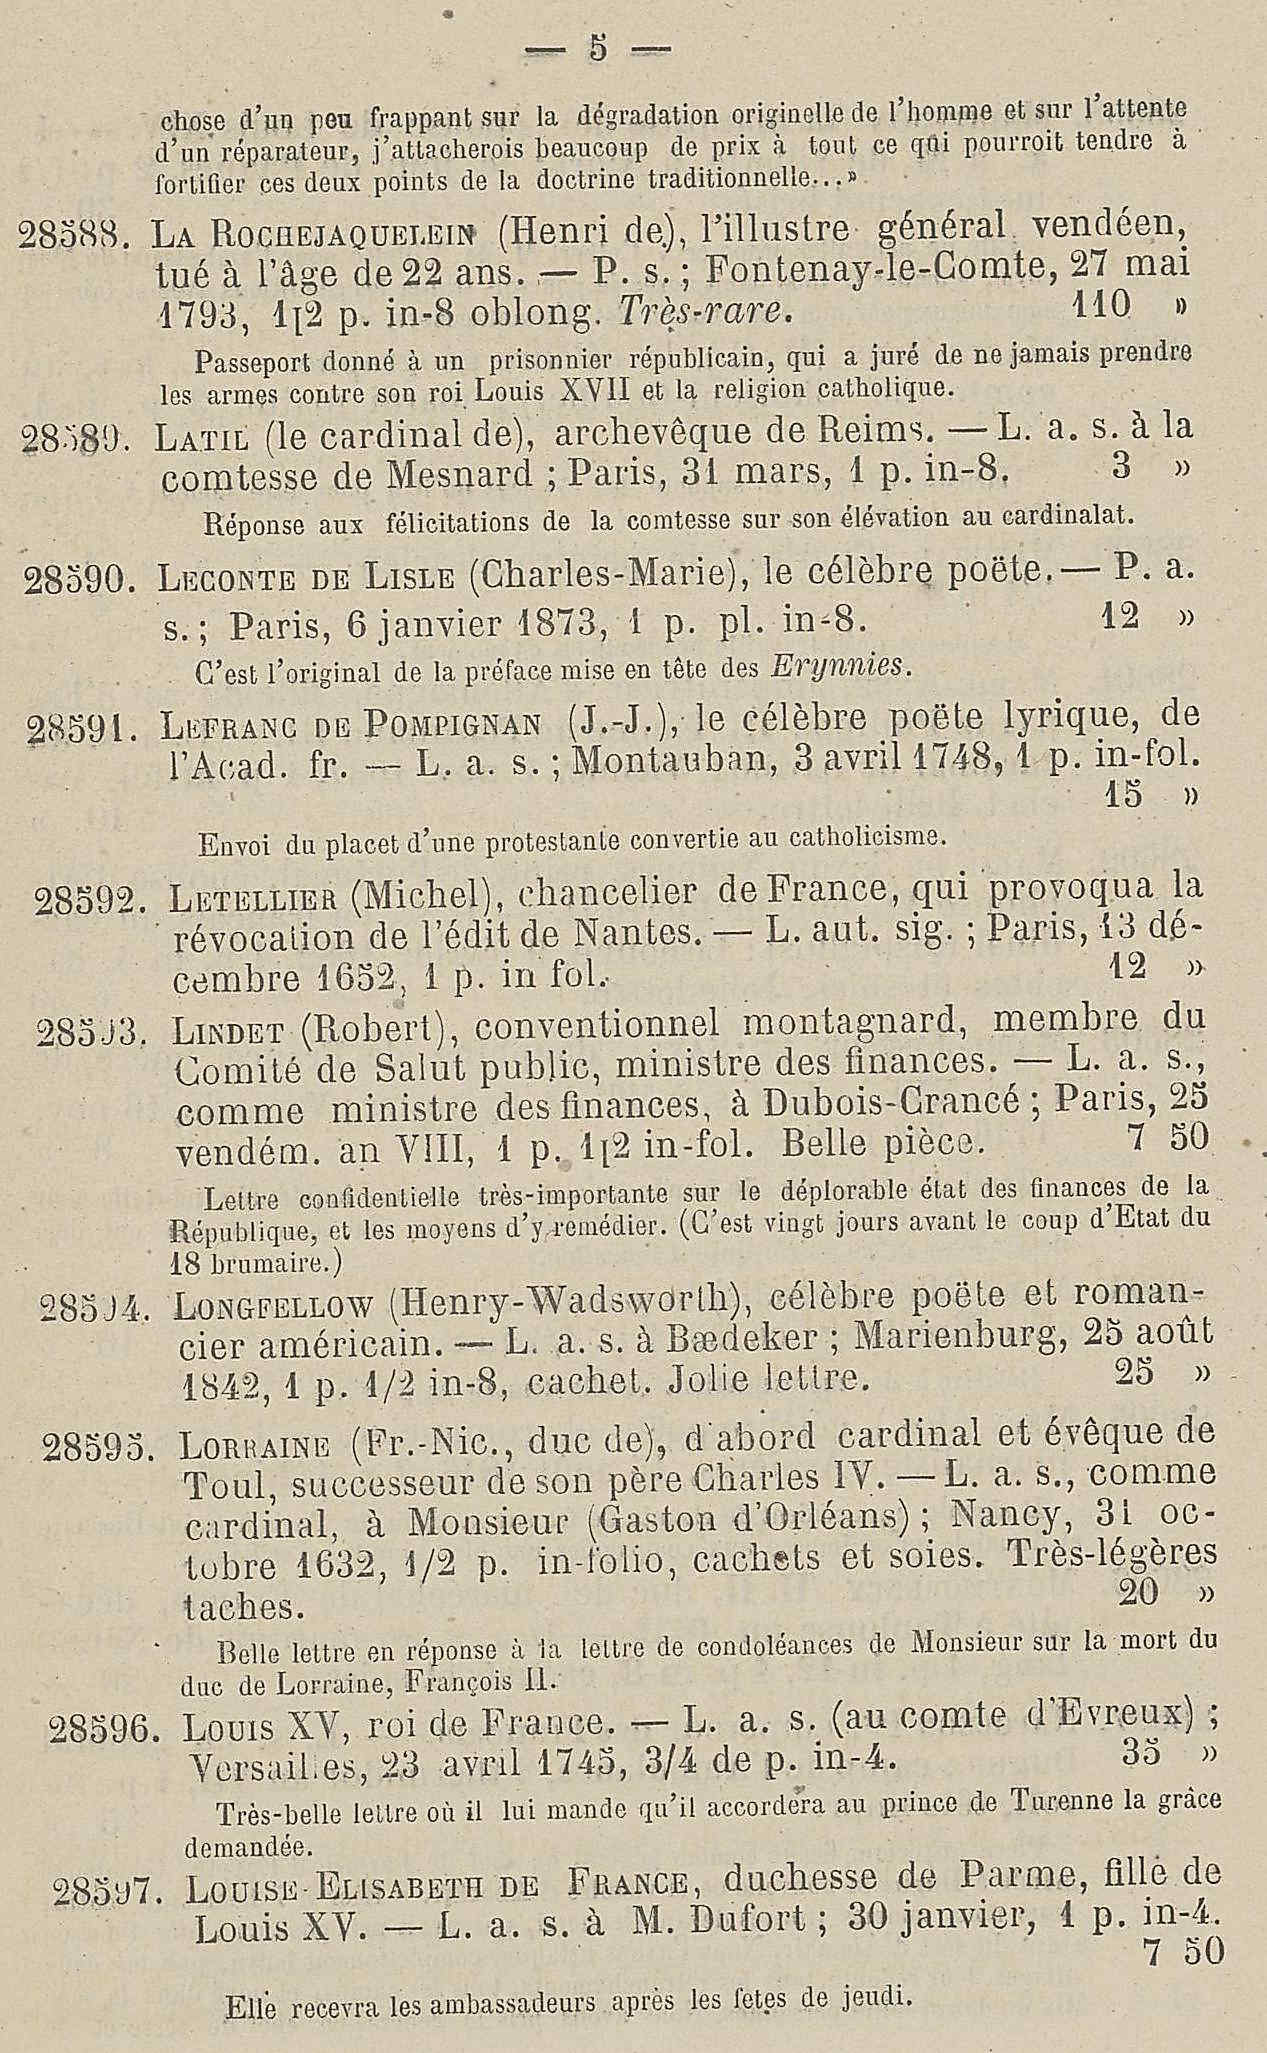 — 5 —
chose d'un peu frappant sur la dégradation originelle de l'homme et sur l'attente
d'un réparateur, j'attacherois beaucoup de prix à tout ce qui pourroit tendre à
fortifier ces deux points de la doctrine traditionnelle... »
28588. LA ROCHEJAQUELEIN (Henri de), l'illustre général vendéen,
tué à l'âge de 22 ans. — P. s. ; Fontenay-le-Comte, 27 mai
1793, 1[2 p. in-8 oblong. Très-rare. 110 »
Passeport donné à un prisonnier républicain, qui a juré de ne jamais prendre
les armes contre son roi Louis XVII et la religion catholique.
28589. LATIL (le cardinal de), archevêque de Reims. — L. a. s. à la
comtesse de Mesnard ; Paris, 31 mars, 1 p. in-8. 3 »
Réponse aux félicitations de la comtesse sur son élévation au cardinalat.
28590. LECONTE DE LISLE (Charles-Marie), le célèbre poëte. — P. a.
s. ; Paris, 6 janvier 1873, 1 p. pl. in-8. 12 »
C'est l'original de la préface mise en tête des Erynnies.
28591. LEFRANC DE POMPIGNAN (J.-J.), le célèbre poëte lyrique, de
l'Acad. fr. — L. a. s. ; Montauban, 3 avril 1748, 1 p. in-fol.
15 »
Envoi du placet d'une protestante convertie au catholicisme.
28592. LETELLIER (Michel), chancelier de France, qui provoqua la
révocation de l'édit de Nantes. — L. aut. sig. ; Paris, 13 dé-
cembre 1652, 1 p. in fol. 12 »
28593. LINDET (Robert), conventionnel montagnard, membre du
Comité de Salut public, ministre des finances. — L. a. s.,
comme ministre des finances, à Dubois-Crancé ; Paris, 25
vendém. an VIII, 1 p. 1[2 in-fol. Belle pièce. 7 50
Lettre confidentielle très-importante sur le déplorable état des finances de la
République, et les moyens d'y remédier. (C'est vingt jours avant le coup d'Etat du
18 brumaire.)
28594. LONGFELLOW (Henry-Wadsworth), célèbre poëte et roman-
cier américain. — L. a. s. à Bædeker ; Marienburg, 25 août
1842, 1 p. 1/2 in-8, cachet. Jolie lettre. 25 »
28595. LORRAINE (Fr.-Nic., duc de), d'abord cardinal et évêque de
Toul, successeur de son père Charles IV. — L. a. s., comme
cardinal, à Monsieur (Gaston d'Orléans) ; Nancy, 31 oc-
tobre 1632, 1/2 p. in-folio, cachets et soies. Très-légères
taches. 20 »
Belle lettre en réponse à la lettre de condoléances de Monsieur sur la mort du
duc de Lorraine, François II.
28596. LOUIS XV, roi de France. — L. a. s. (au comte d'Evreux) ;
Versailles, 23 avril 1745, 3/4 de p. in-4. 35 »
Très-belle lettre où il lui mande qu'il accordera au prince de Turenne la grâce
demandée.
28597. LOUISE-ELISABETH DE FRANCE, duchesse de Parme, fille de
Louis XV. — L. a. s. à M. Dufort ; 30 janvier, 1 p. in-4.
7 50
Elle recevra les ambassadeurs après les fetes de jeudi.